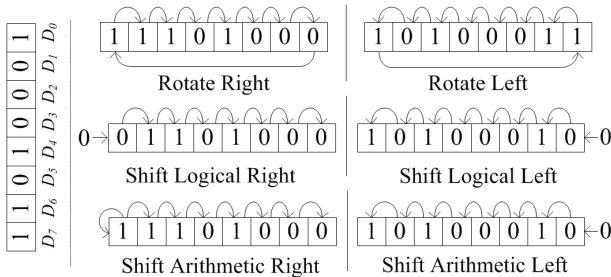 1 1 0 1 0 0 0 1
D7 D6 D5 D4 D3 D2 D1 D0
1 1 1 0 1 0 0 0
Rotate Right
1 0 1 0 0 0 1 1
Rotate Left
0 0 1 1 0 1 0 0 0
Shift Logical Right
1 0 1 0 0 0 1 0 0
Shift Logical Left
1 1 1 0 1 0 0 0
Shift Arithmetic Right
1 0 1 0 0 0 1 0 0
Shift Arithmetic Left